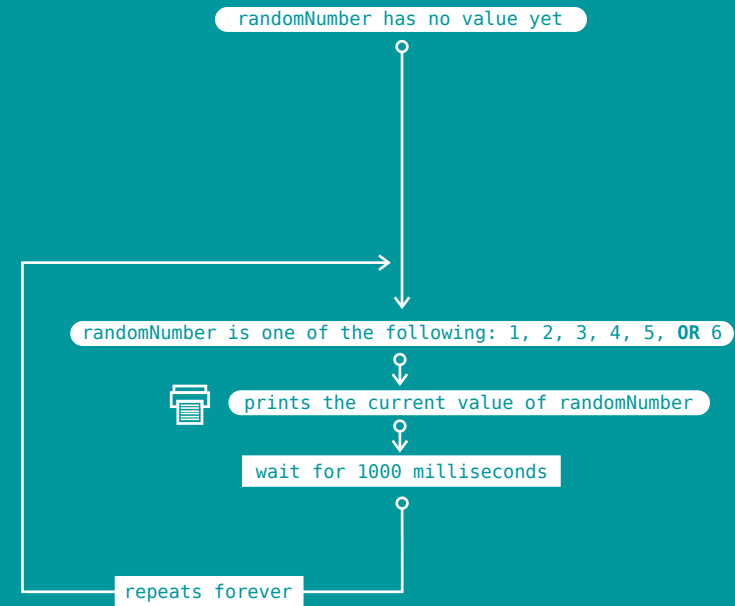 randomNumber has no value yet
randomNumber is one of the following: 1, 2, 3, 4, 5, OR 6
prints the current value of randomNumber
wait for 1000 milliseconds
repeats forever